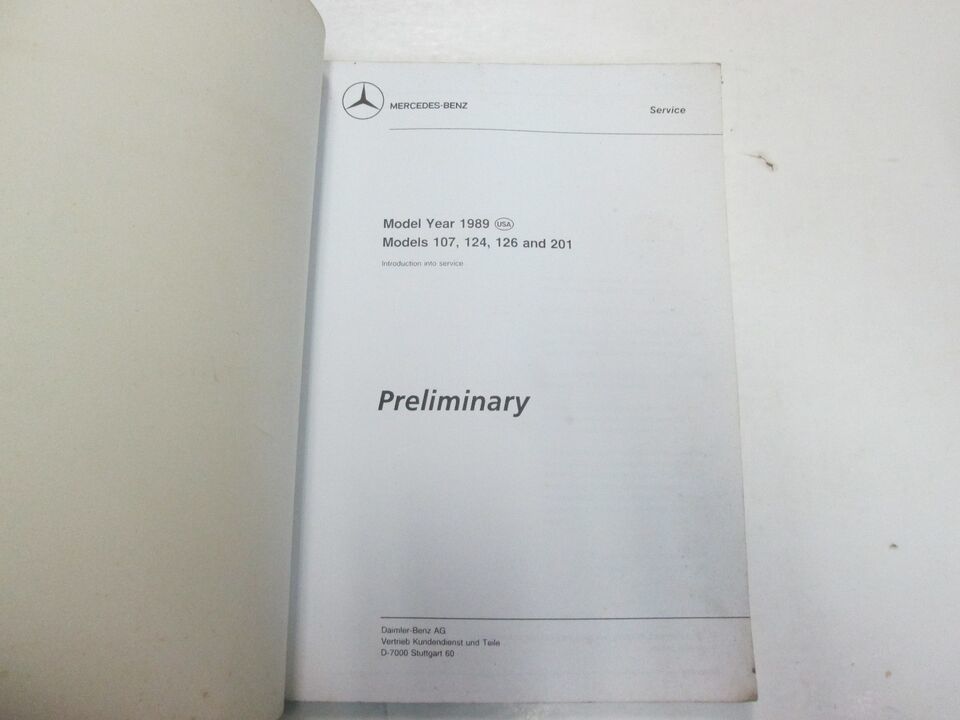 MERCEDES-BENZ
Service
Model Year 1989 USA
Models 107, 124, 126 and 201
Introduction into service
Preliminary
Daimler-Benz AG
Vertrieb Kundendienst und Teile
D-7000 Stuttgart 60